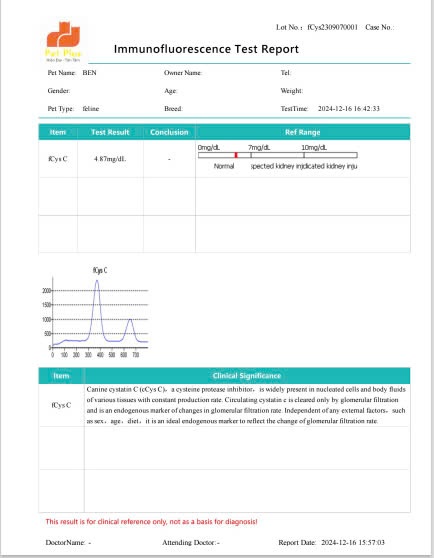 Lot No.: fCys2309070001 Case No.:
Pet Plus
Immunofluorescence Test Report
Pet Name: BEN Owner Name: Tel:
Gender: Age: Weight:
Pet Type: feline Breed: TestTime: 2024-12-16 16:42:33
Item Test Result Conclusion Ref Range
0mg/dL 7mg/dL 10mg/dL
fCys C 4.87mg/dL -
Normal spected kidney injdicated kidney inju
fCys C
2000
1500
1000
500
0
0 100 200 300 400 500 600 700
Item Clinical Significance
Canine cystatin C (cCys C), a cysteine protease inhibitor, is widely present in nucleated cells and body fluids
of various tissues with constant production rate. Circulating cystatin c is cleared only by glomerular filtration
fCys C
and is an endogenous marker of changes in glomerular filtration rate. Independent of any external factors, such
as sex, age, diet, it is an ideal endogenous marker to reflect the change of glomerular filtration rate.
This result is for clinical reference only, not as a basis for diagnosis!
DoctorName: - Attending Doctor: - Report Date: 2024-12-16 15:57:03